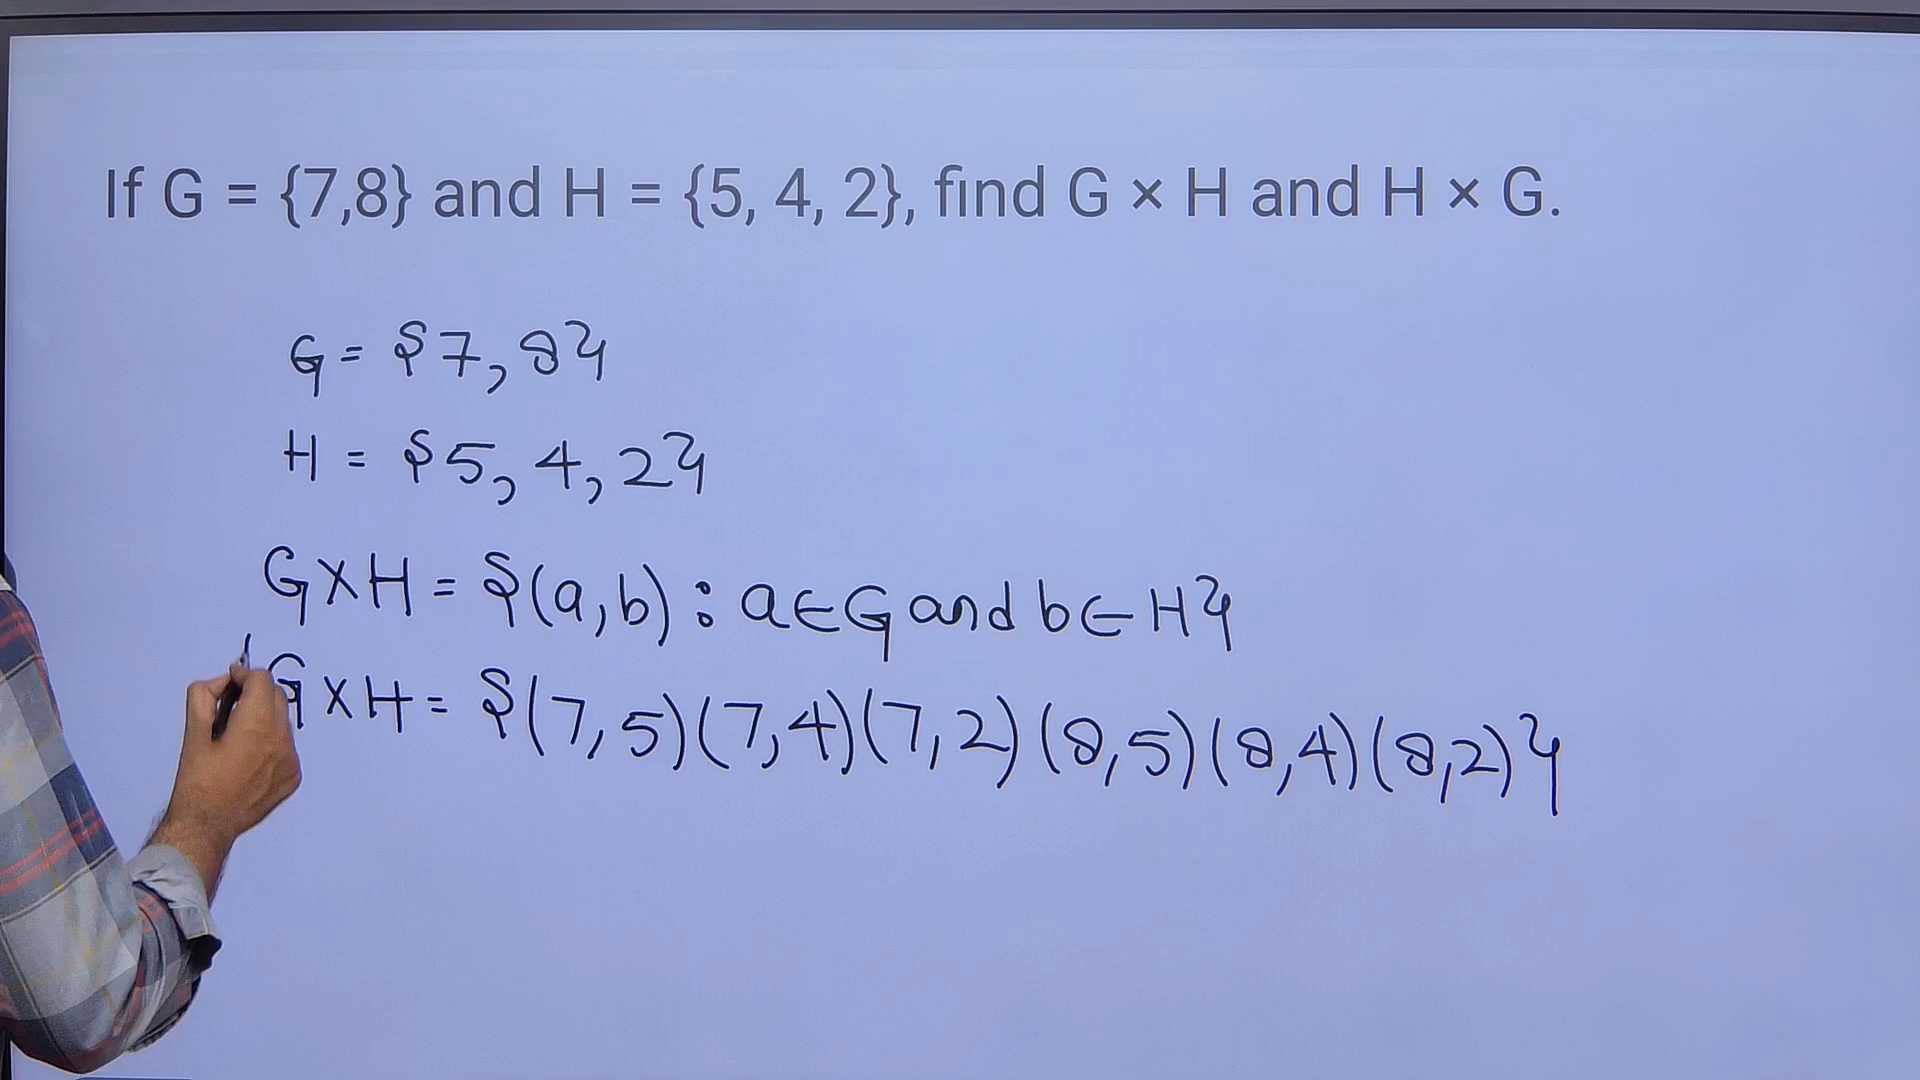 If G = {7,8} and H = {5, 4, 2}, find G × H and H × G.
G = {7, 8}
H = {5, 4, 2}
G×H = {(a,b) : a∈G and b∈H}
G×H = {(7,5)(7,4)(7,2)(8,5)(8,4)(8,2)}